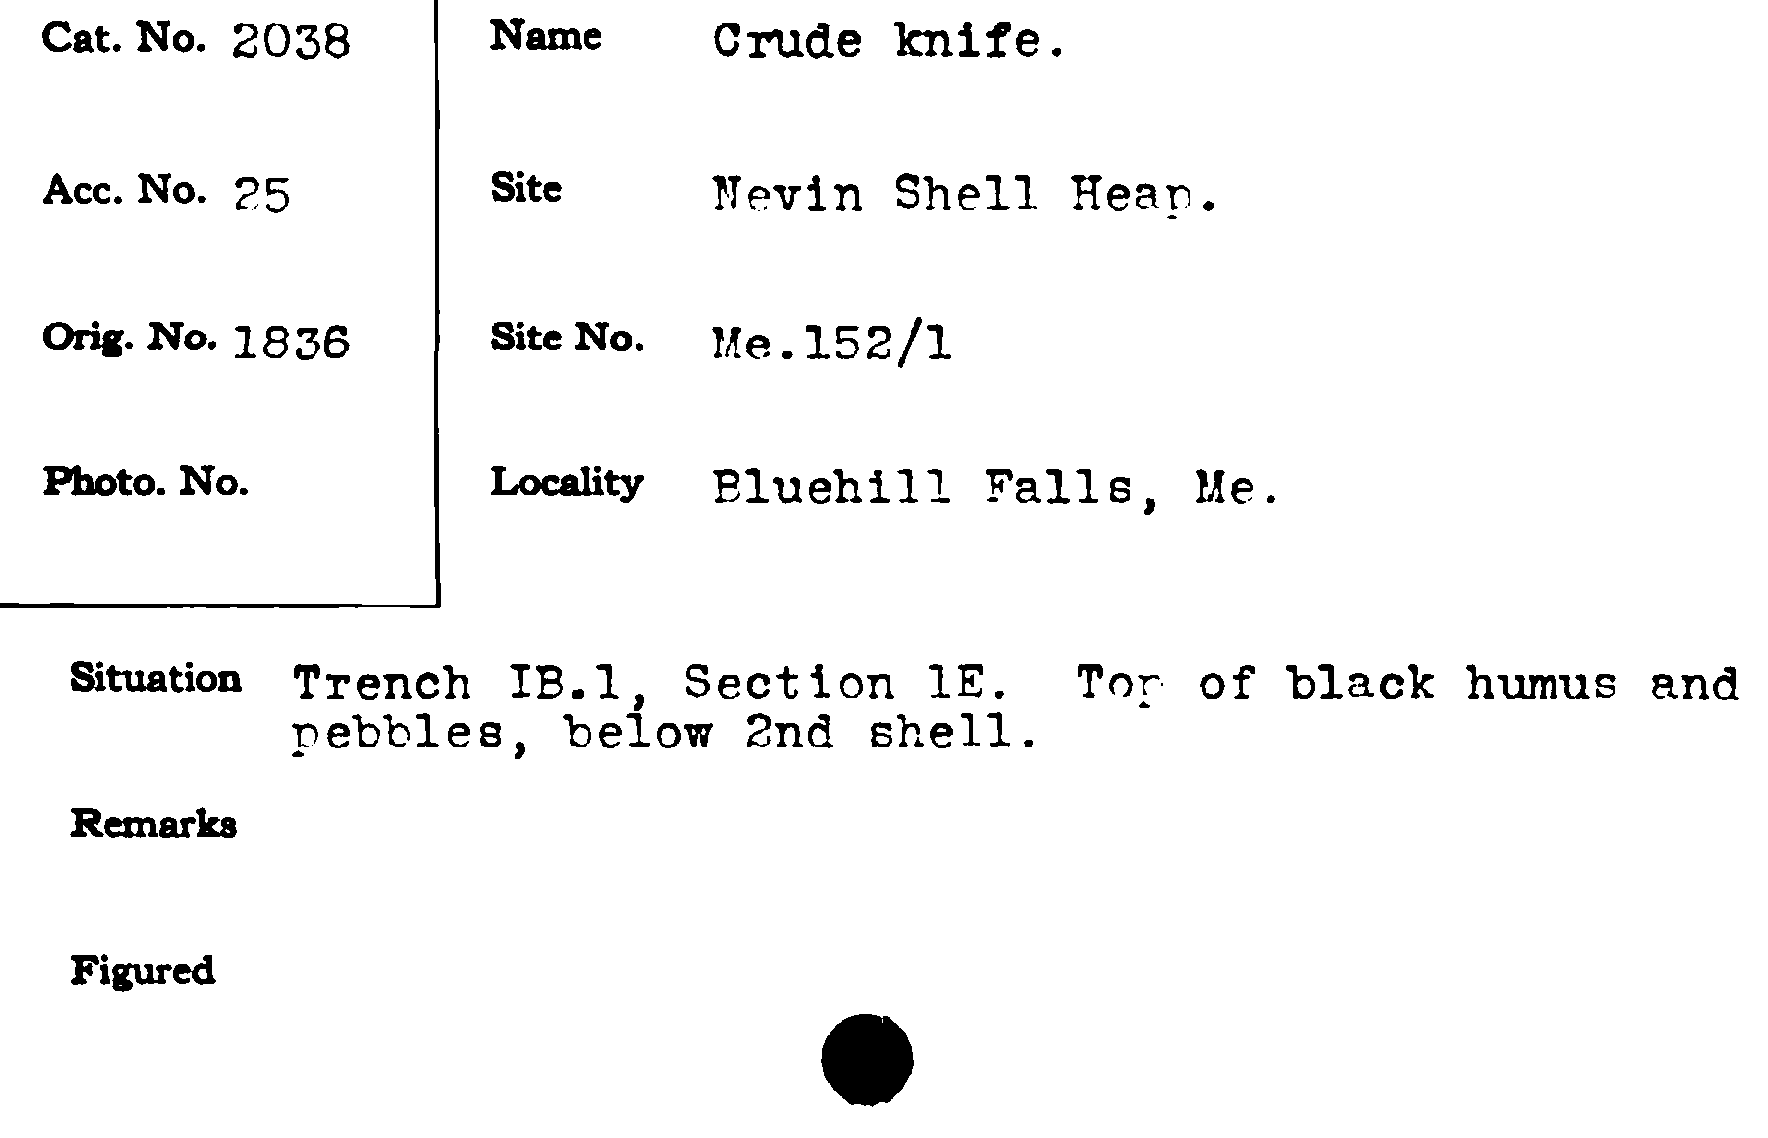 Cat. No. 2038
Name Crude knife.
Acc. No. 25
Site Nevin Shell Heap.
Orig. No. 1836
Site No. Me.152/1
Photo. No.
Locality Bluehill Falls, Me.
Situation Trench IB.1, Section 1E. Top of black humus and
pebbles, below 2nd shell.
Remarks
Figured